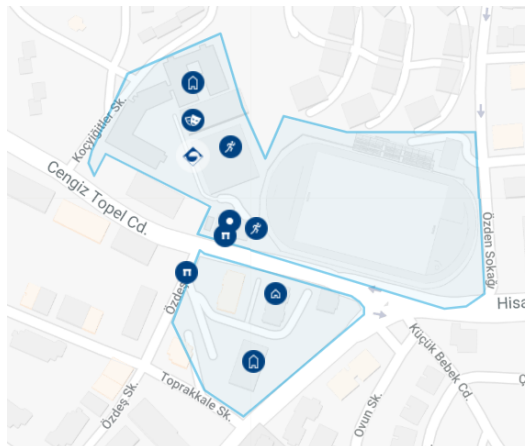 Koçyiğitler Sk.
Cengiz Topel Cd.
Özden Sokağı
Özdeş
Hisa
Küçük Bebek Cd.
Toprakkale Sk.
Özdeş Sk.
Oyun Sk.